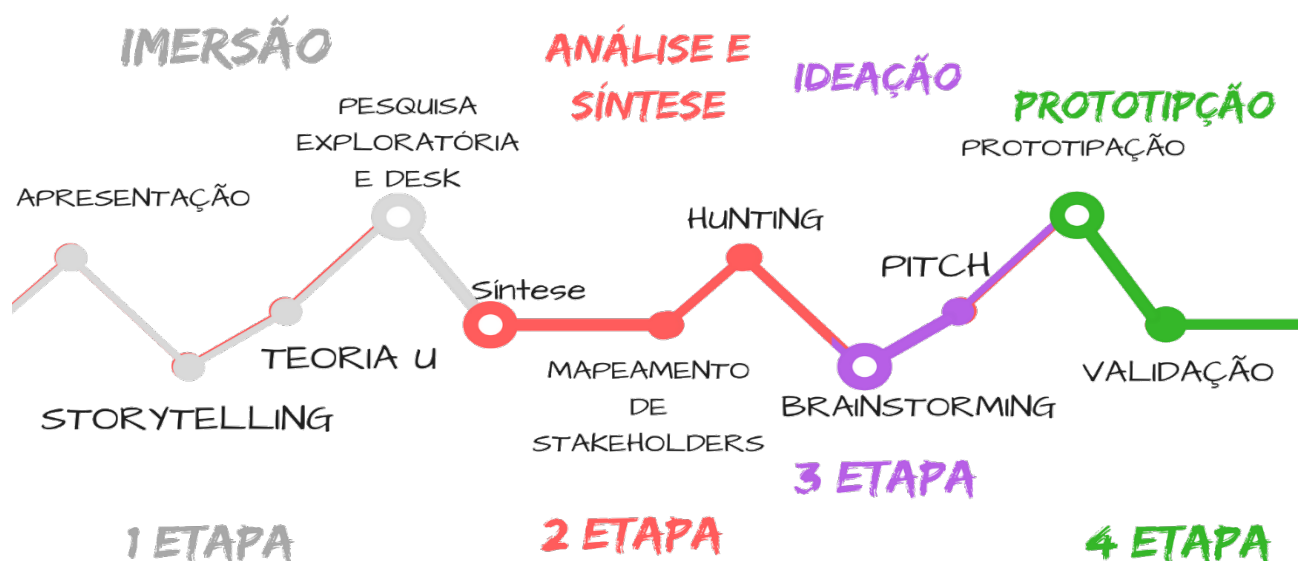 IMERSÃO
ANÁLISE E
SÍNTESE
IDEAÇÃO
PROTOTIPÇÃO
APRESENTAÇÃO
STORYTELLING
TEORIA U
PESQUISA
EXPLORATÓRIA
E DESK
Síntese
MAPEAMENTO
DE
STAKEHOLDERS
HUNTING
BRAINSTORMING
PITCH
PROTOTIPAÇÃO
VALIDAÇÃO
1 ETAPA
2 ETAPA
3 ETAPA
4 ETAPA